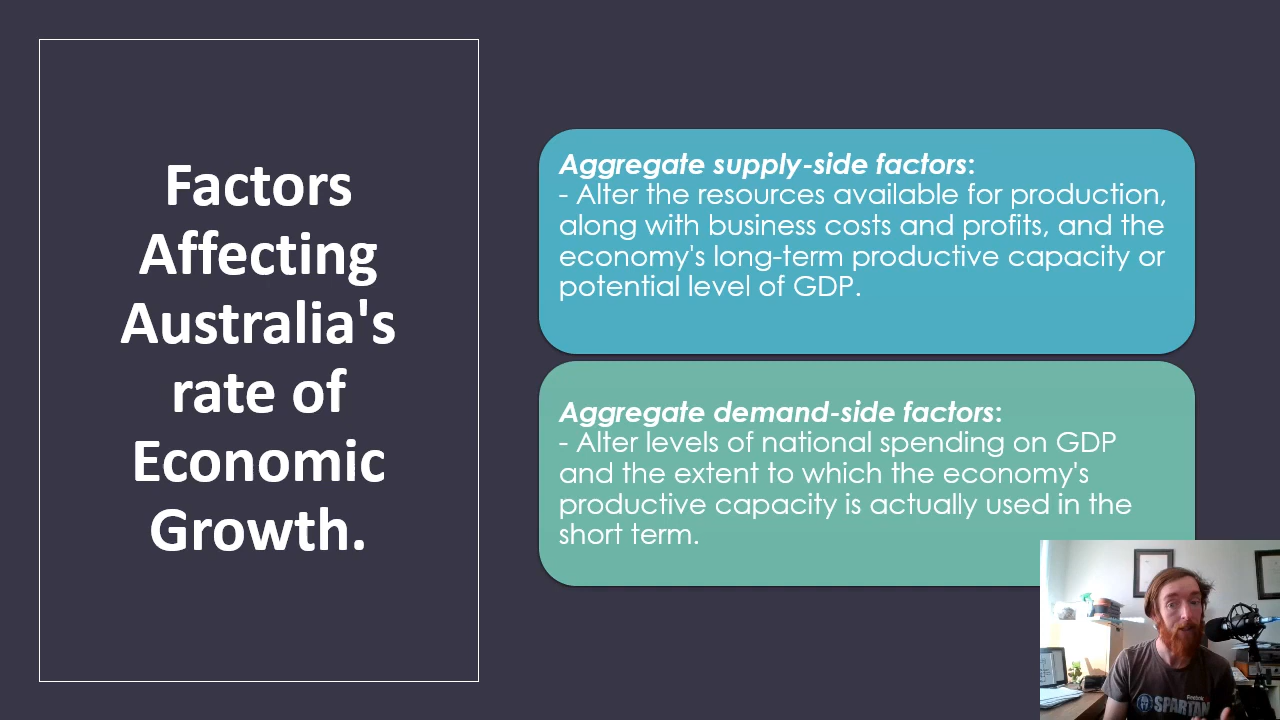 Factors
Affecting
Australia's
rate of
Economic
Growth.
Aggregate supply-side factors:
- Alter the resources available for production,
along with business costs and profits, and the
economy's long-term productive capacity or
potential level of GDP.
Aggregate demand-side factors:
- Alter levels of national spending on GDP
and the extent to which the economy's
productive capacity is actually used in the
short term.
Reebok
SPARTAN